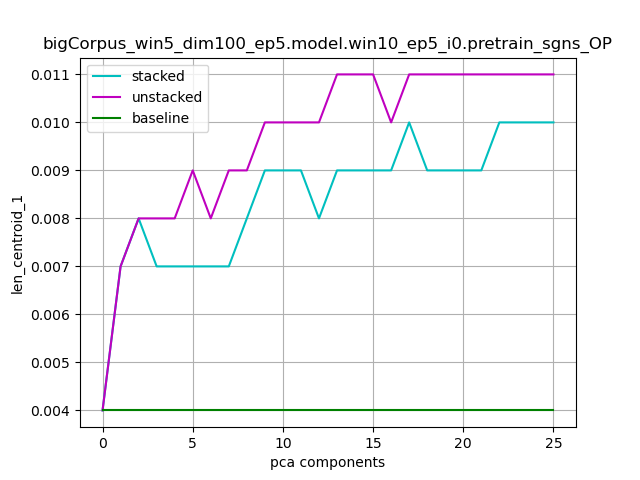 bigCorpus_win5_dim100_ep5.model.win10_ep5_i0.pretrain_sgns_OP
stacked
unstacked
baseline
0.011
0.010
0.009
0.008
0.007
0.006
0.005
0.004
len_centroid_1
0 5 10 15 20 25
pca components